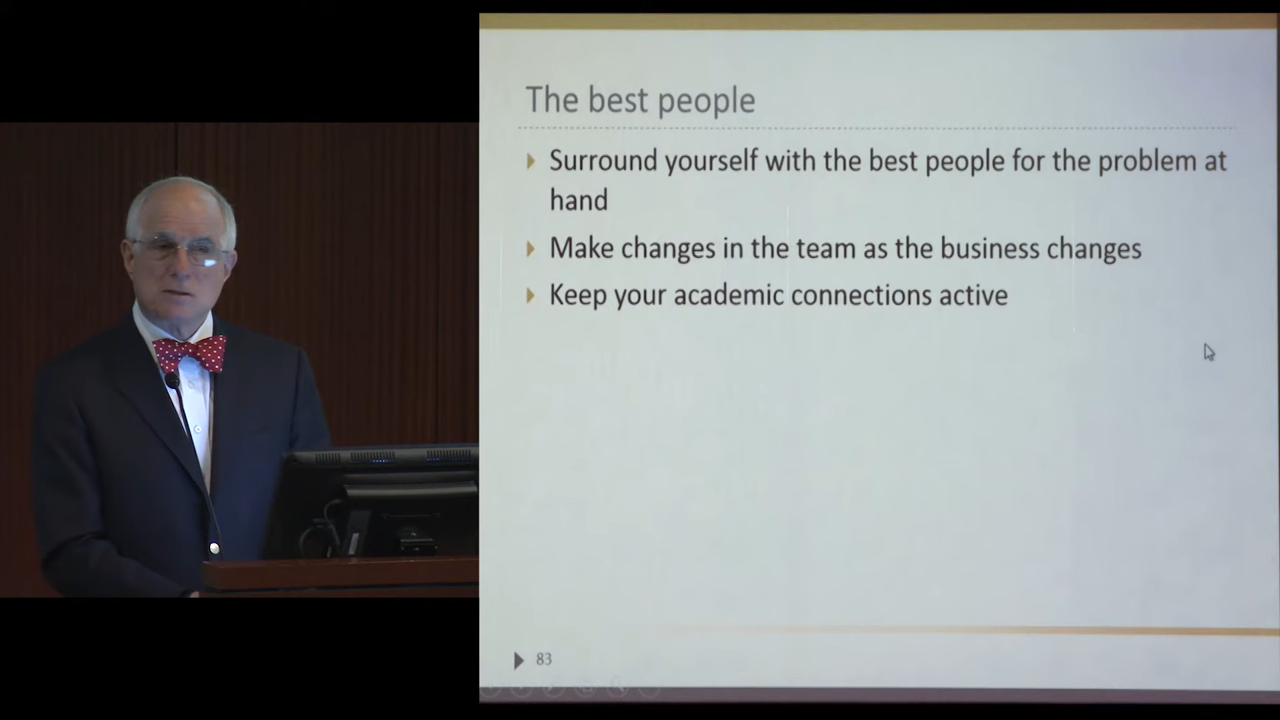 The best people
Surround yourself with the best people for the problem at
hand
Make changes in the team as the business changes
Keep your academic connections active
83